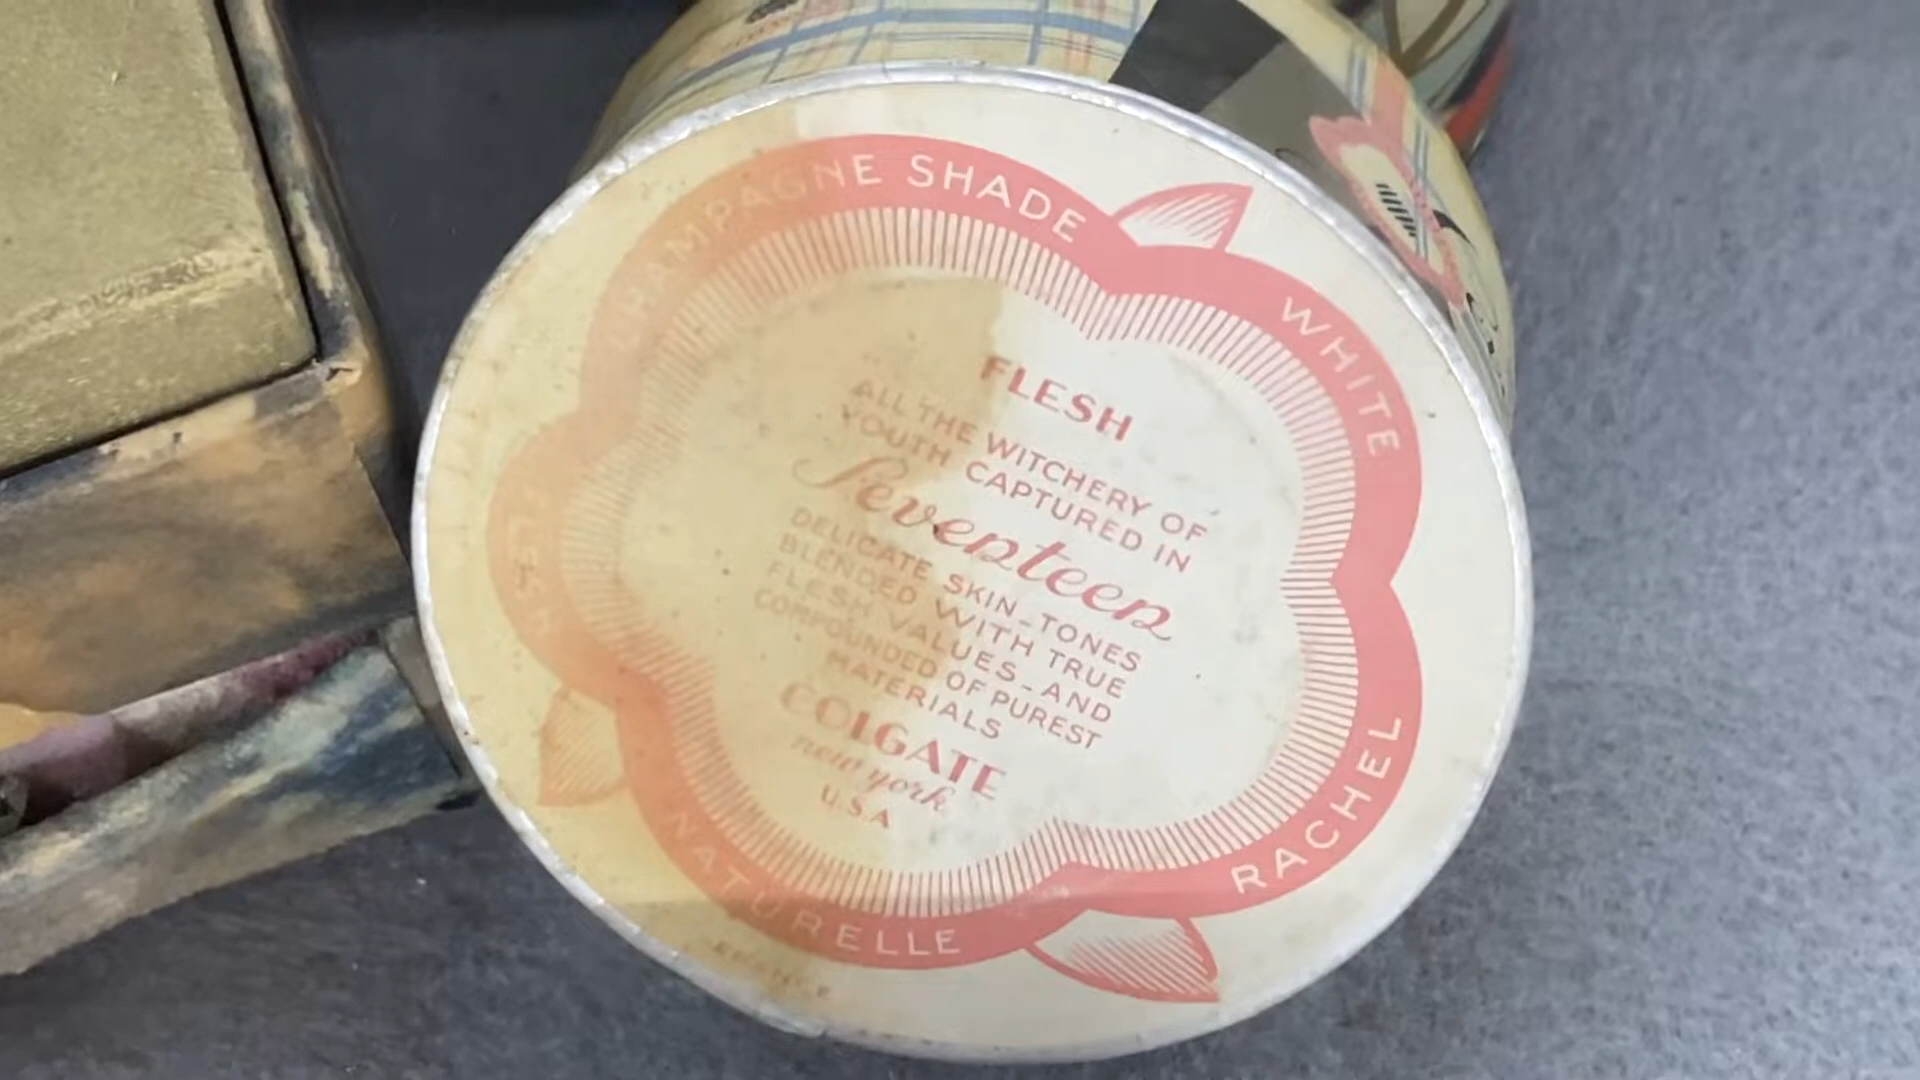 CHAMPAGNE SHADE
WHITE
RACHEL
NATURELLE
FLESH
FLESH
ALL THE WITCHERY OF
YOUTH CAPTURED IN
Seventeen
DELICATE SKIN-TONES
BLENDED WITH TRUE
FLESH VALUES-AND
COMPOUNDED OF PUREST
MATERIALS
COLGATE
new york
U.S.A